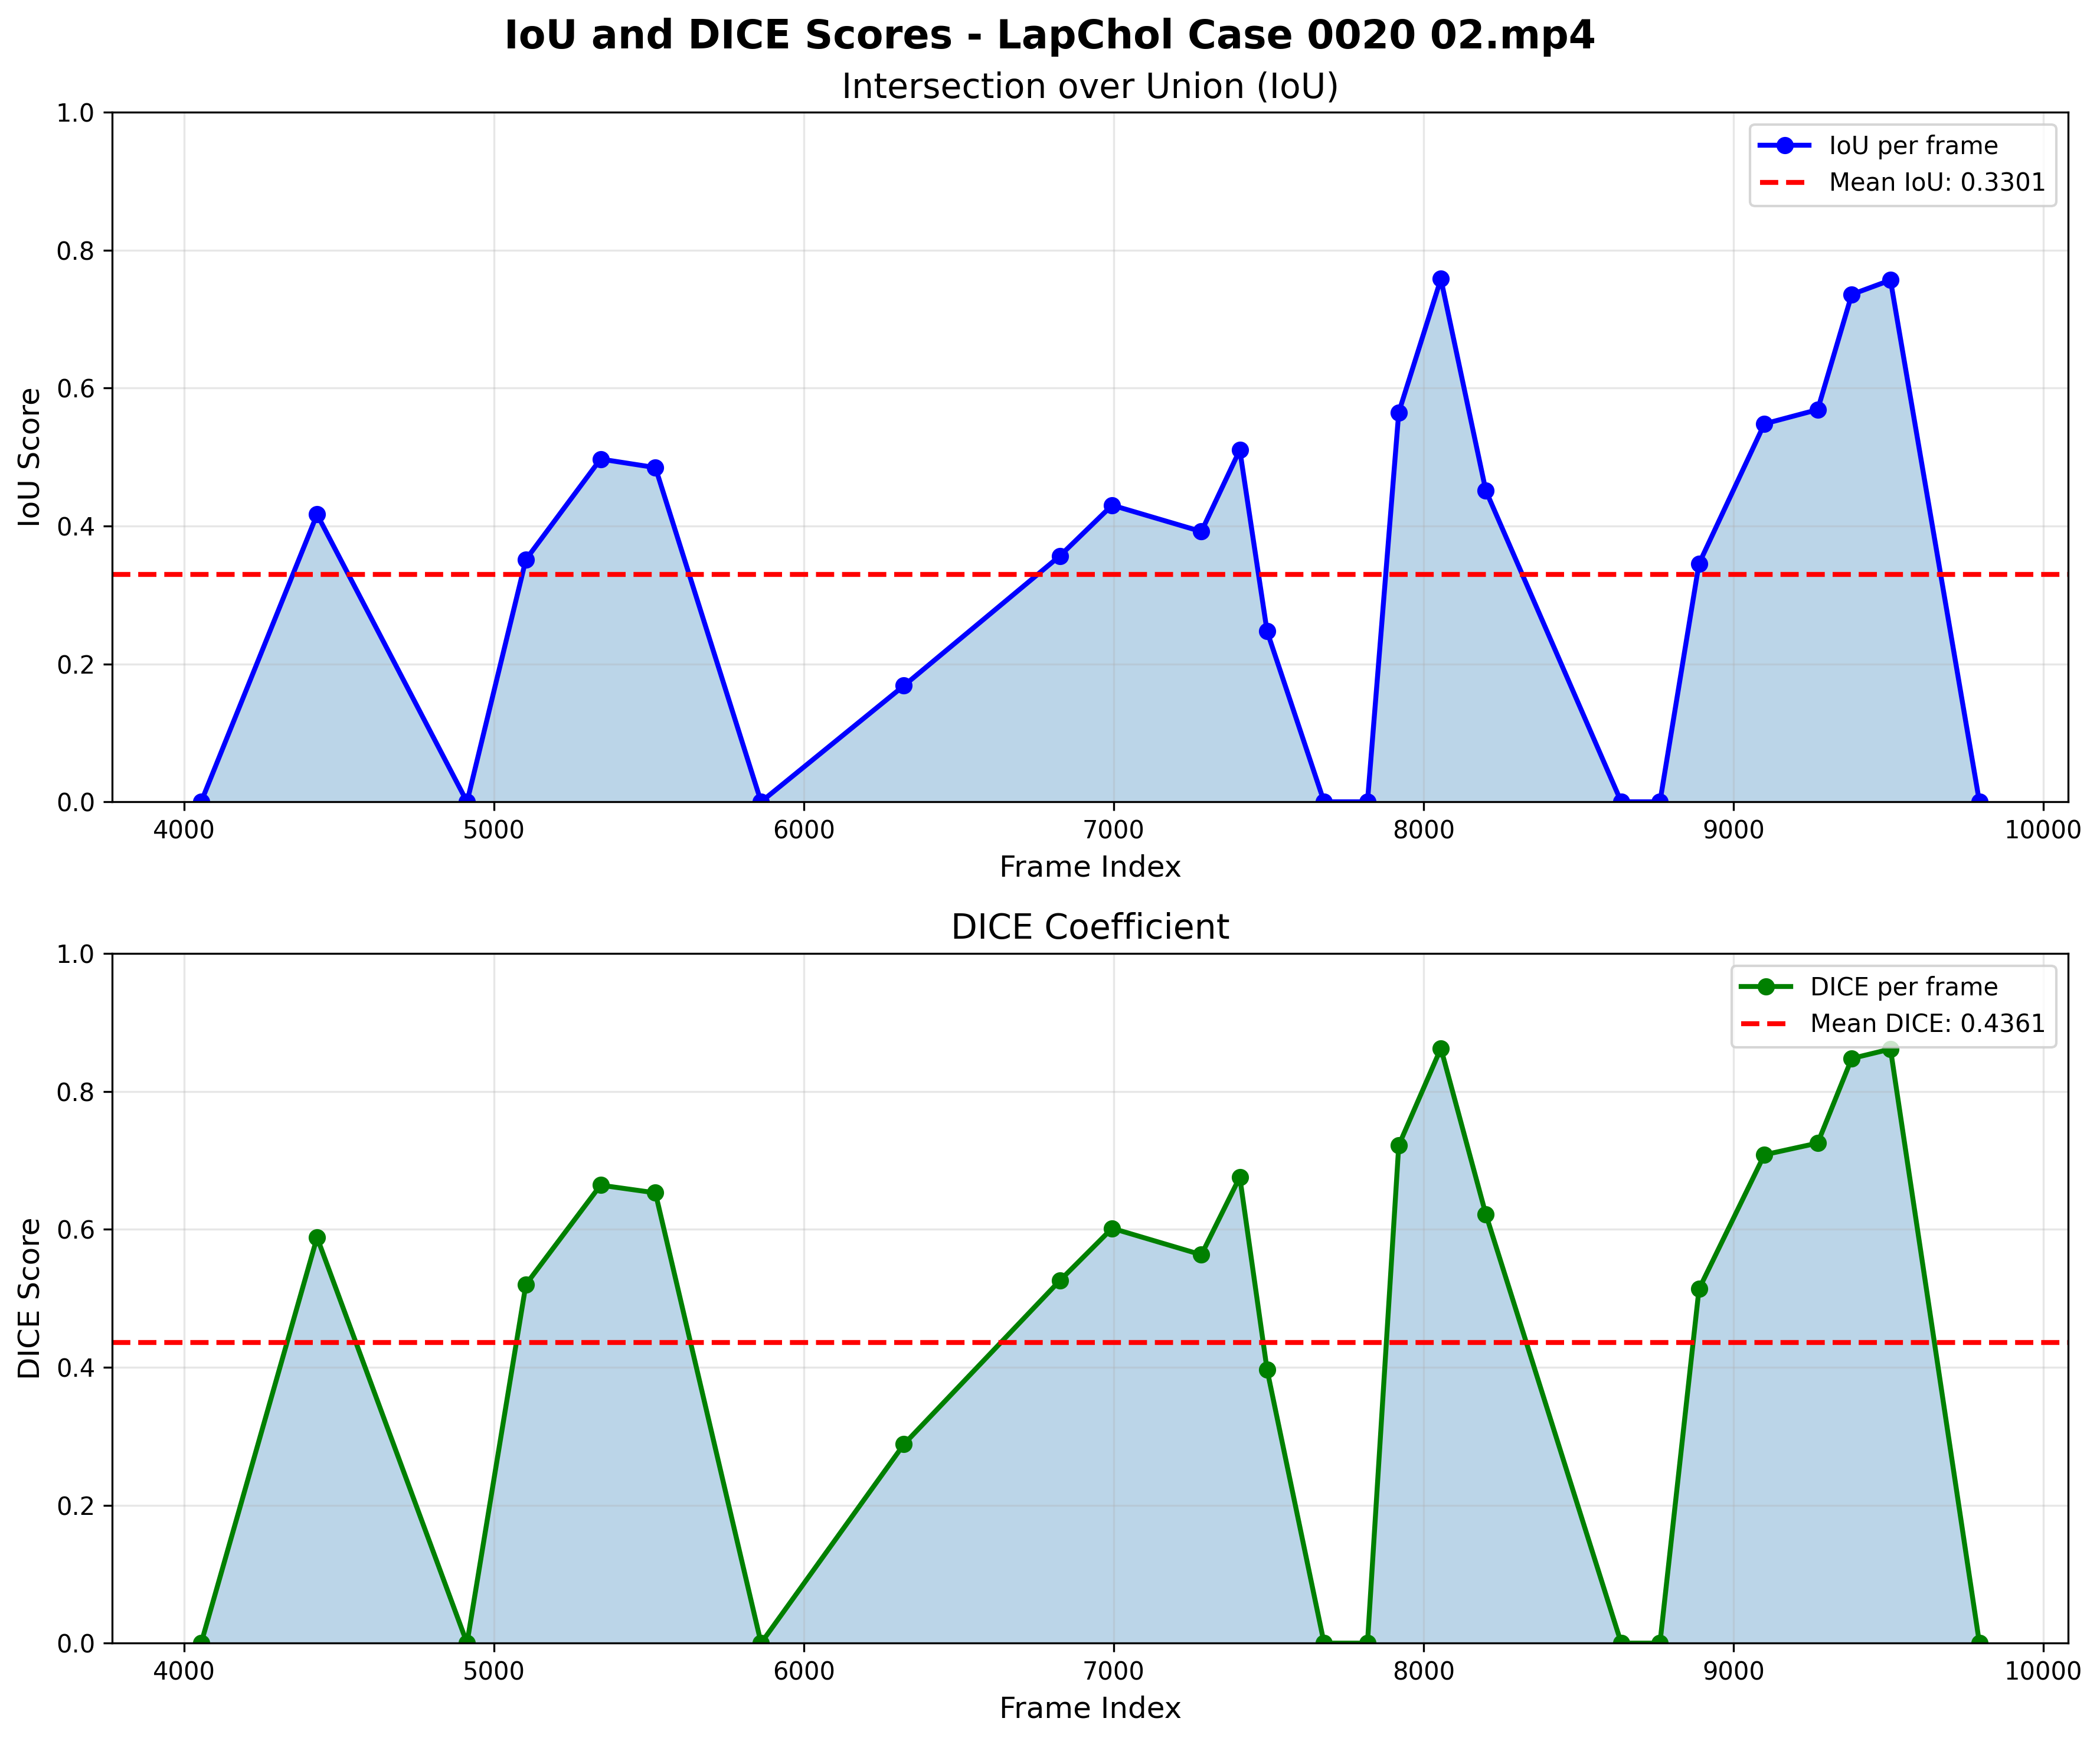 IoU and DICE Scores - LapChol Case 0020 02.mp4
Intersection over Union (IoU)
IoU per frame
Mean IoU: 0.3301
1.0
0.8
0.6
0.4
0.2
0.0
IoU Score
4000 5000 6000 7000 8000 9000 10000
Frame Index
DICE Coefficient
DICE per frame
Mean DICE: 0.4361
1.0
0.8
0.6
0.4
0.2
0.0
DICE Score
4000 5000 6000 7000 8000 9000 10000
Frame Index